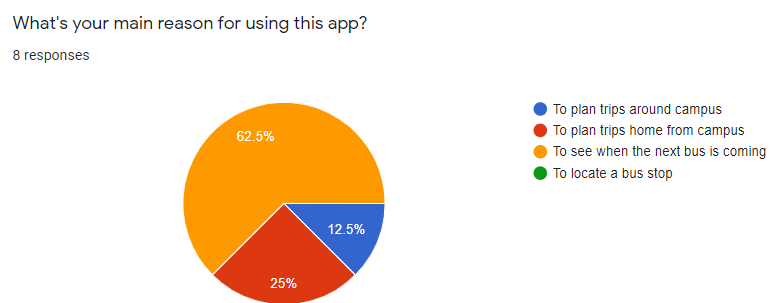 What's your main reason for using this app?
8 responses
To plan trips around campus
To plan trips home from campus
To see when the next bus is coming
To locate a bus stop
62.5%
12.5%
25%